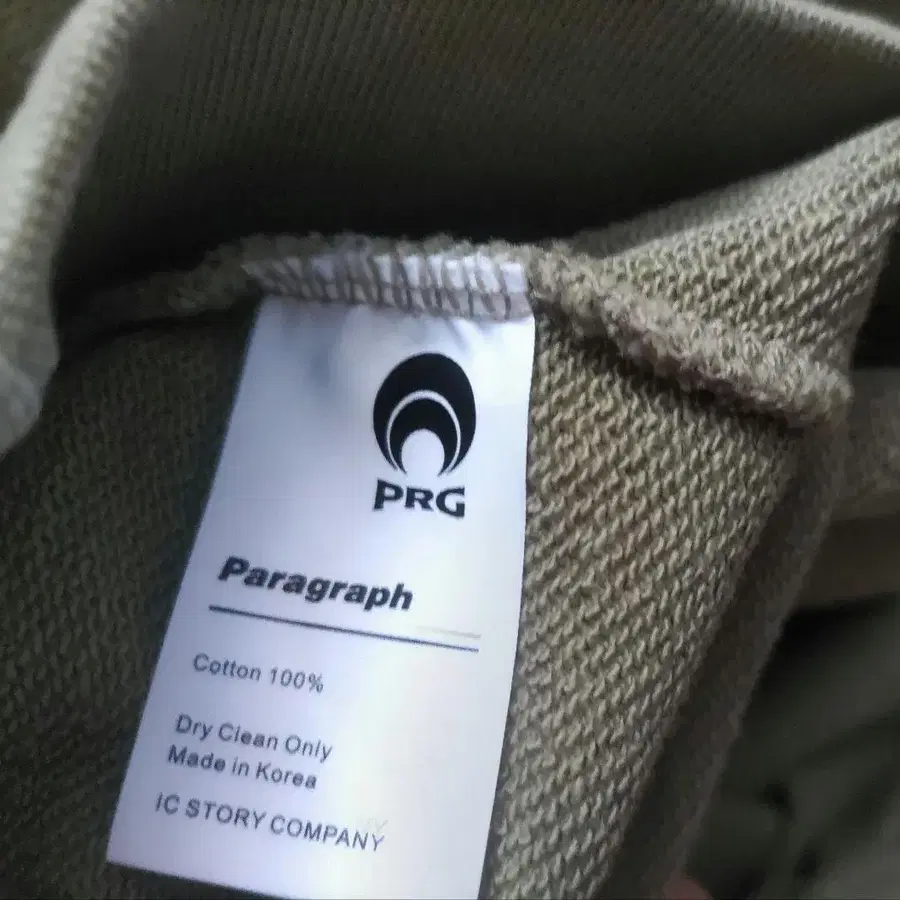 PRG
Paragraph
Cotton 100%
Dry Clean Only
Made in Korea
IC STORY COMPANY